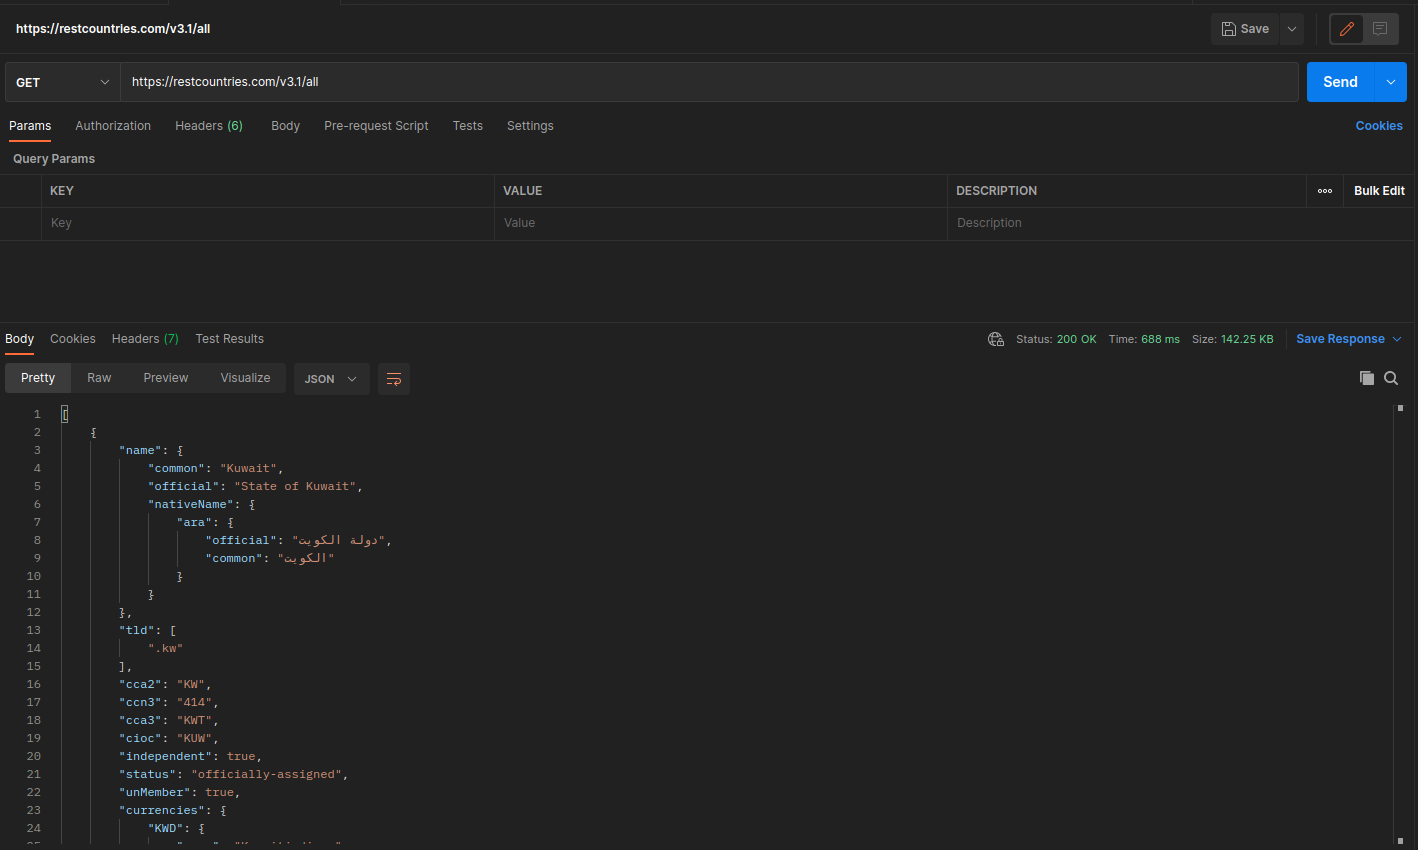 https://restcountries.com/v3.1/all
Save
GET https://restcountries.com/v3.1/all Send
Params Authorization Headers (6) Body Pre-request Script Tests Settings Cookies
Query Params
KEY VALUE DESCRIPTION Bulk Edit
Key Value Description
Body Cookies Headers (7) Test Results Status: 200 OK Time: 688 ms Size: 142.25 KB Save Response
Pretty Raw Preview Visualize JSON
1 [
2 {
3 "name": {
4 "common": "Kuwait",
5 "official": "State of Kuwait",
6 "nativeName": {
7 "ara": {
8 "official": "دولة الكويت",
9 "common": "الكويت"
10 }
11 }
12 },
13 "tld": [
14 ".kw"
15 ],
16 "cca2": "KW",
17 "ccn3": "414",
18 "cca3": "KWT",
19 "cioc": "KUW",
20 "independent": true,
21 "status": "officially-assigned",
22 "unMember": true,
23 "currencies": {
24 "KWD": {